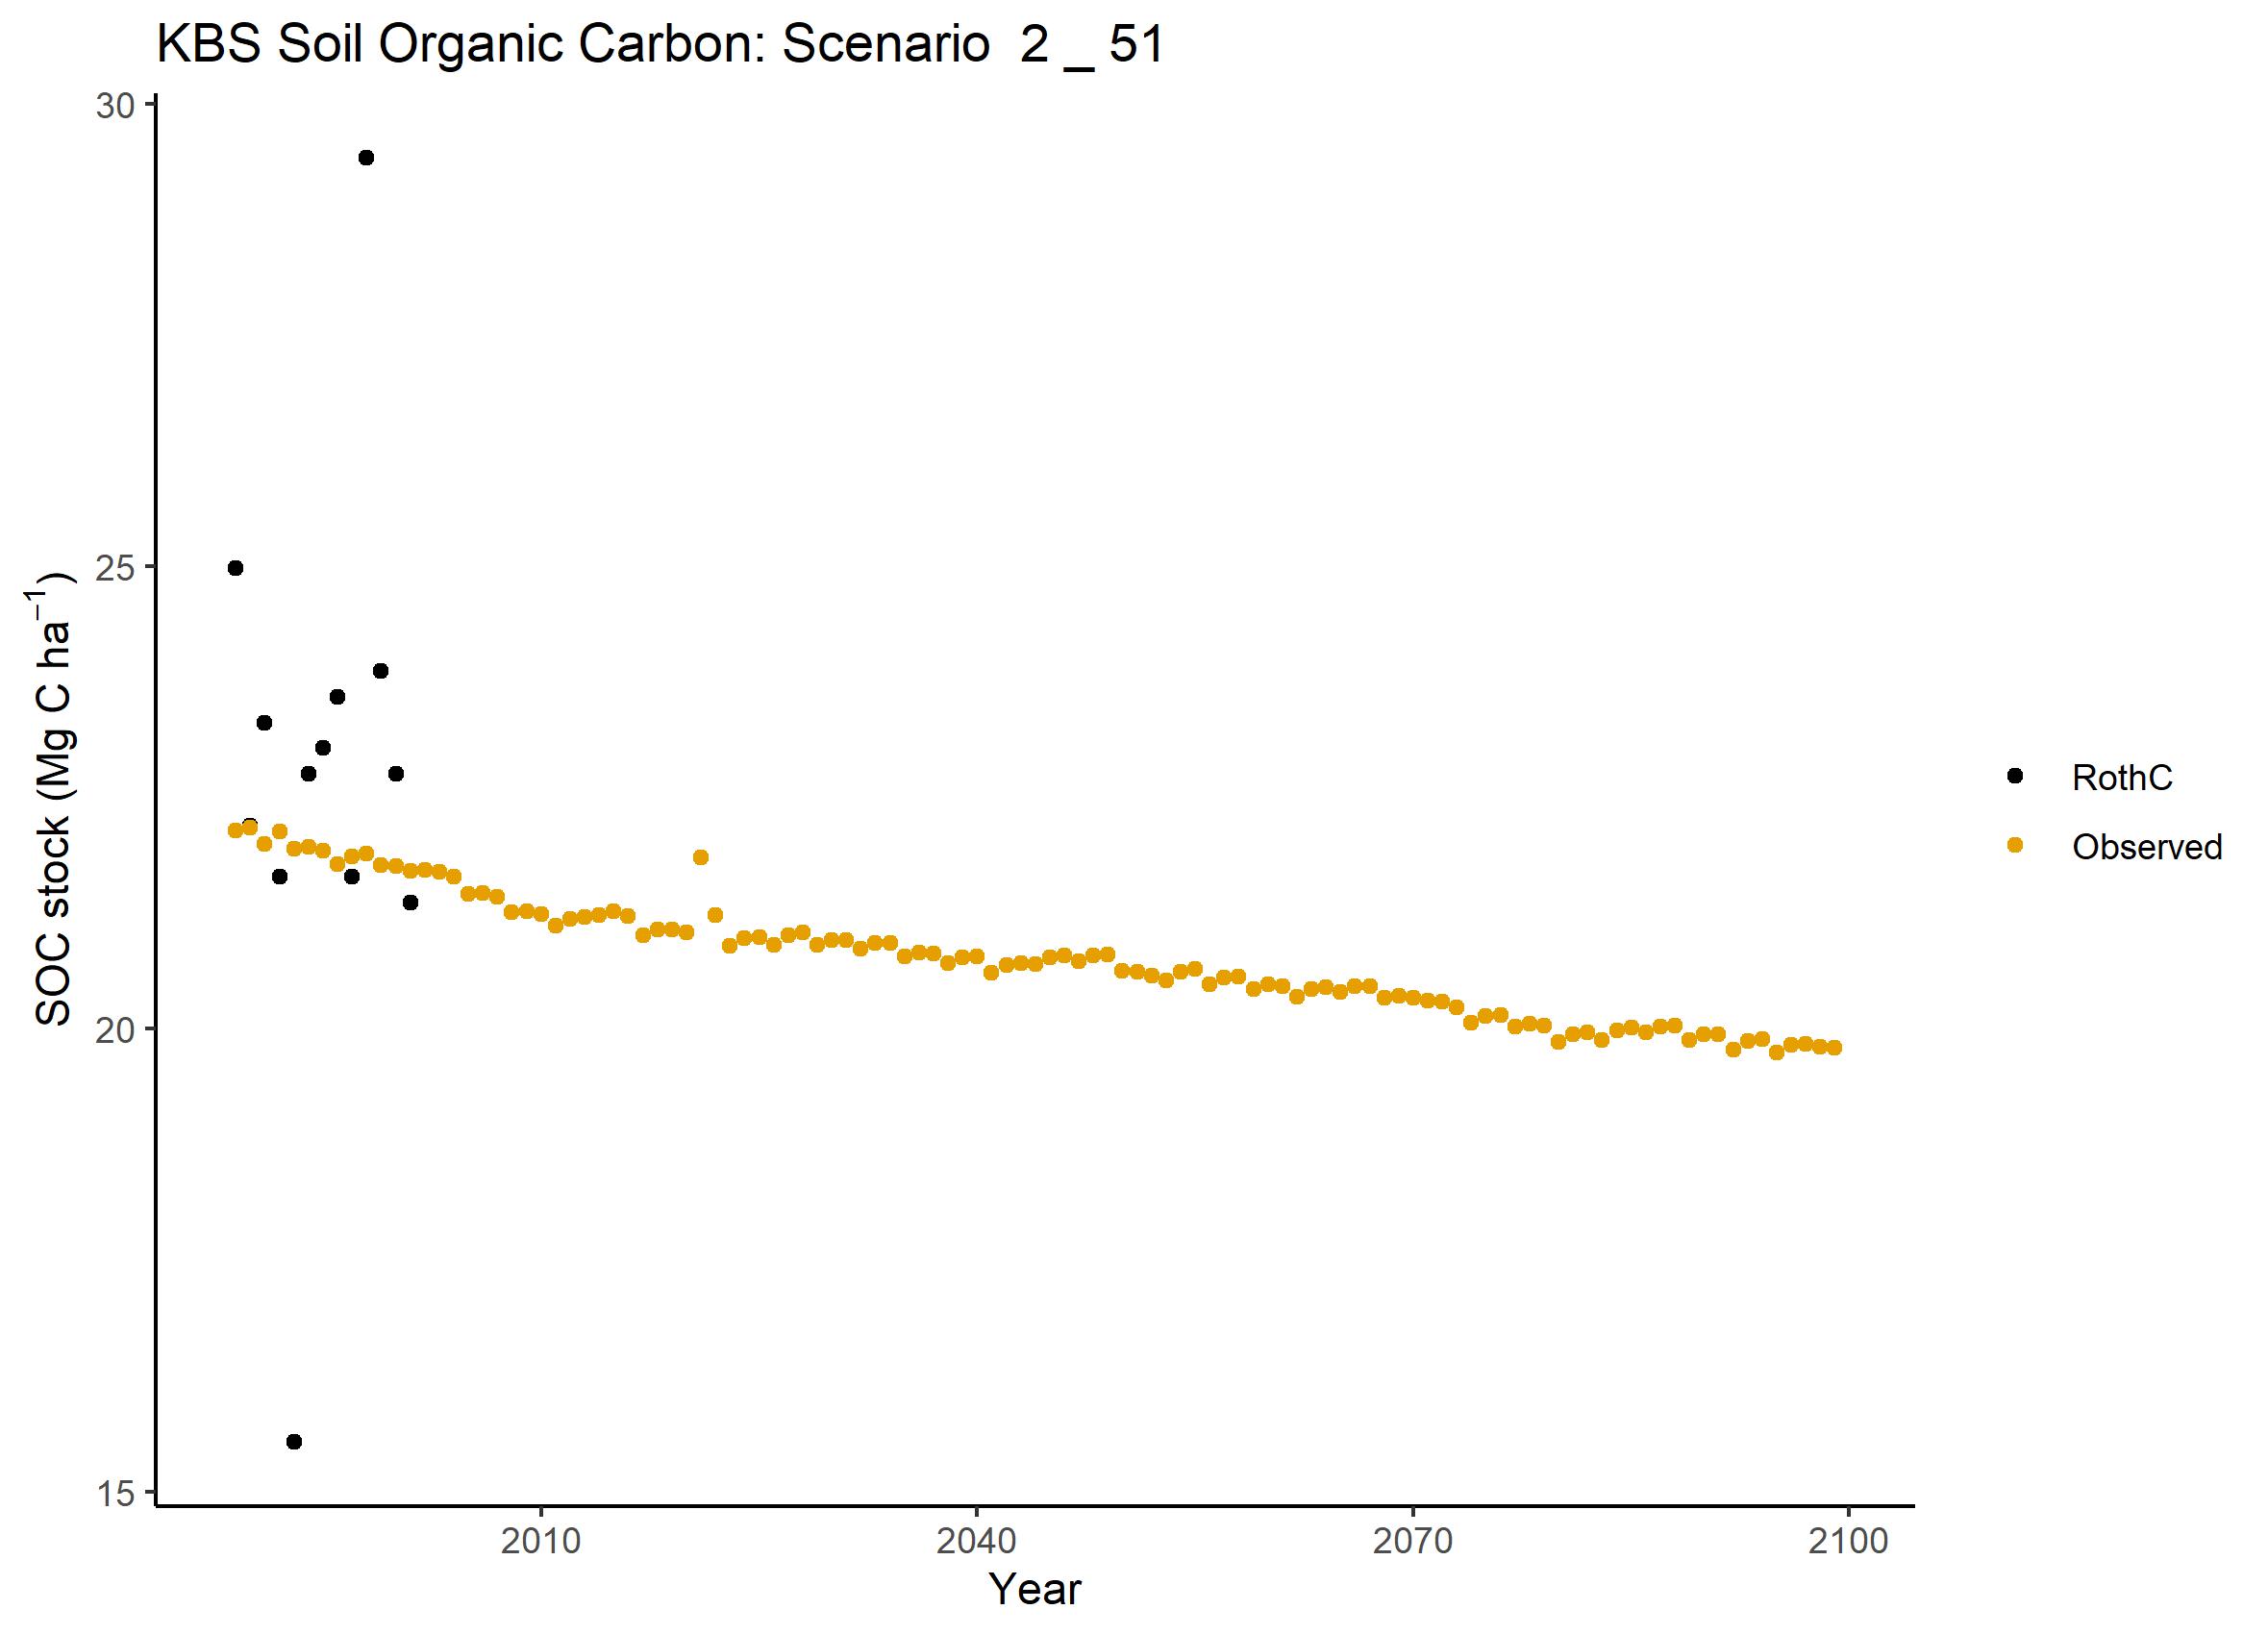 KBS Soil Organic Carbon: Scenario  2 _ 51
30
25
20
15
SOC stock (Mg C ha⁻¹)
2010 2040 2070 2100
Year
RothC
Observed